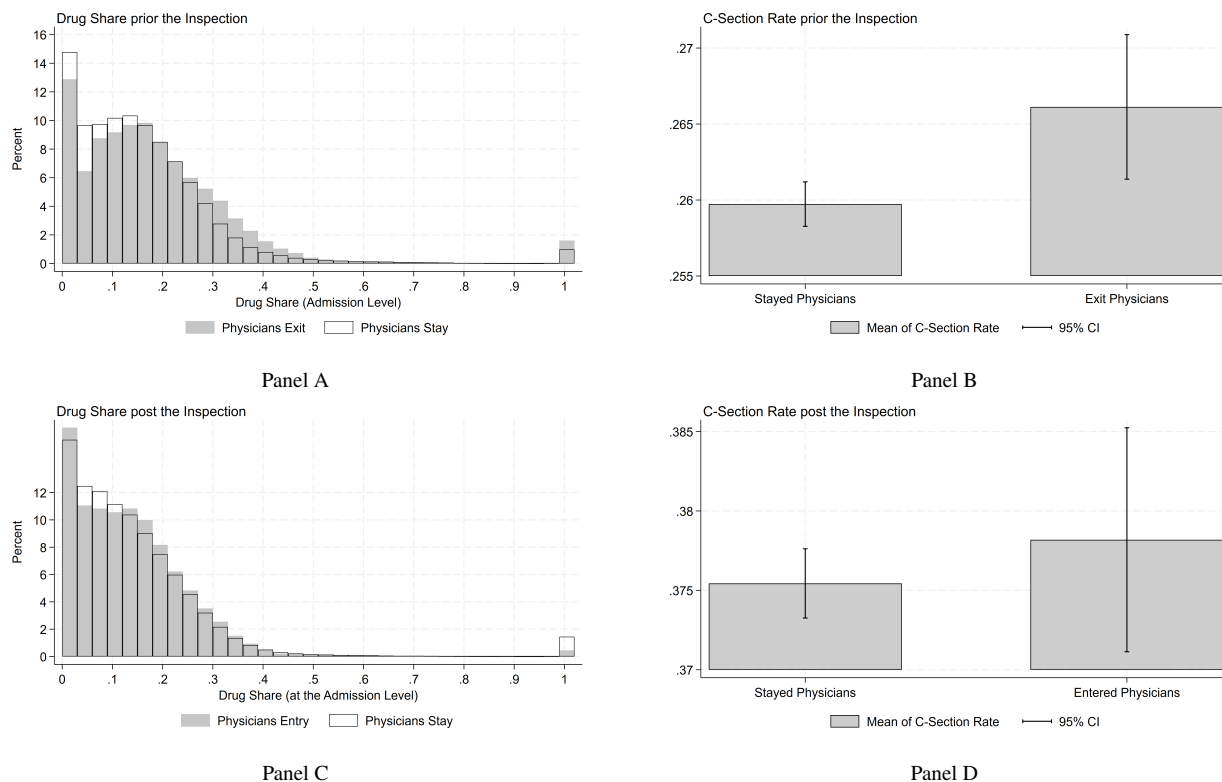 Drug Share prior the Inspection
16
14
12
10
8
6
4
2
0
Percent
0 .1 .2 .3 .4 .5 .6 .7 .8 .9 1
Drug Share (Admission Level)
Physicians Exit Physicians Stay
Panel A
C-Section Rate prior the Inspection
.27
.265
.26
.255
Stayed Physicians Exit Physicians
Mean of C-Section Rate 95% CI
Panel B
Drug Share post the Inspection
12
10
8
6
4
2
0
Percent
0 .1 .2 .3 .4 .5 .6 .7 .8 .9 1
Drug Share (at the Admission Level)
Physicians Entry Physicians Stay
Panel C
C-Section Rate post the Inspection
.385
.38
.375
.37
Stayed Physicians Entered Physicians
Mean of C-Section Rate 95% CI
Panel D